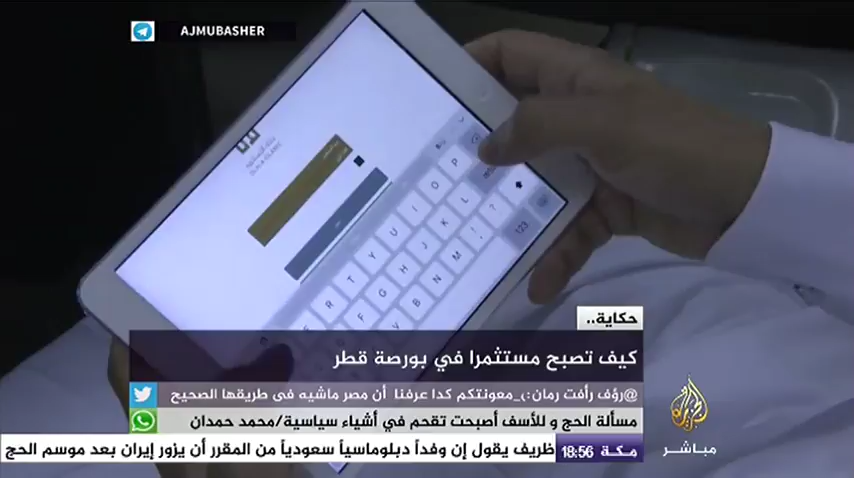 AJMUBASHER
P
Q
I
U
Y
T
R
L
K
J
H
G
F
?
!
M
N
B
V
123
حكاية..
كيف تصبح مستثمرا في بورصة قطر
@رؤف رأفت رمان:)_معونتكم كدا عرفنا أن مصر ماشيه فى طريقها الصحيح
مسألة الحج و للأسف أصبحت تقحم في أشياء سياسية/محمد حمدان
مكة 18:56
ظريف يقول إن وفداً دبلوماسياً سعودياً من المقرر أن يزور إيران بعد موسم الحج
الجزيرة
مباشر